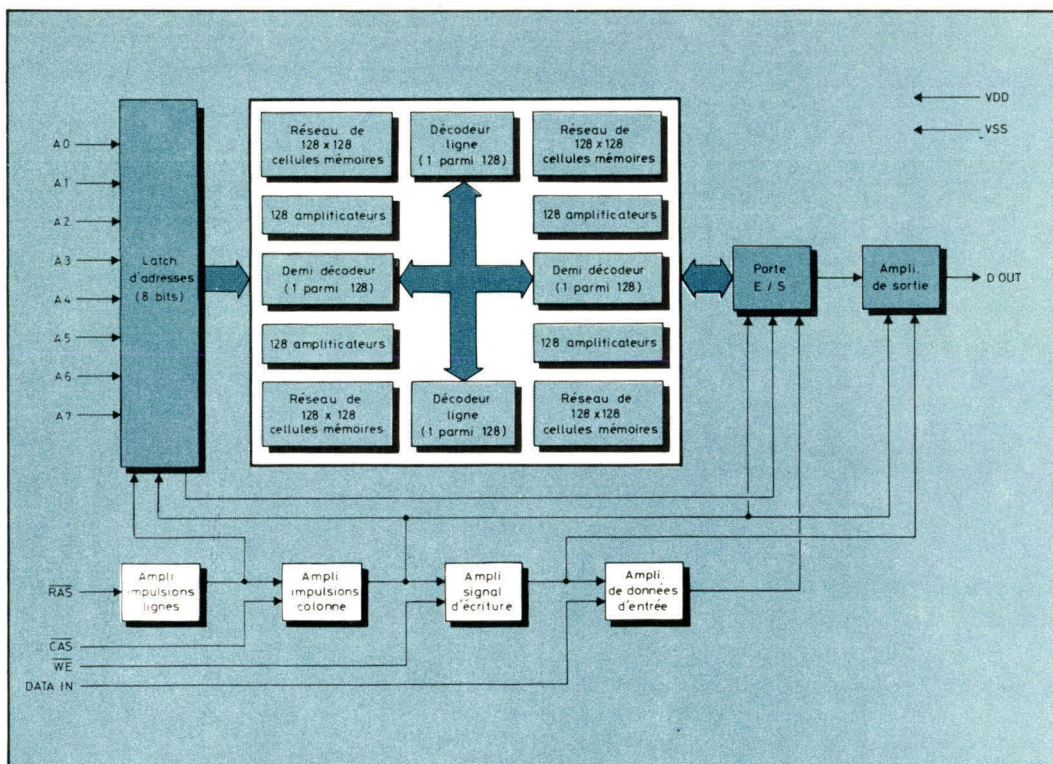 A0
A1
A2
A3
A4
A5
A6
A7
Latch
d'adresses
(8 bits)
Réseau de
128 x 128
cellules mémoires
Décodeur
ligne
(1 parmi 128)
Réseau de
128 x 128
cellules mémoires
128 amplificateurs
128 amplificateurs
Demi décodeur
(1 parmi 128)
Demi décodeur
(1 parmi 128)
128 amplificateurs
128 amplificateurs
Réseau de
128 x 128
cellules mémoires
Décodeur
ligne
(1 parmi 128)
Réseau de
128 x 128
cellules mémoires
VDD
VSS
Porte
E / S
Ampli.
de sortie
D OUT
RAS
Ampli
impulsions
lignes
Ampli
impulsions
colonne
Ampli
signal
d'écriture
Ampli.
de données
d'entrée
CAS
WE
DATA IN